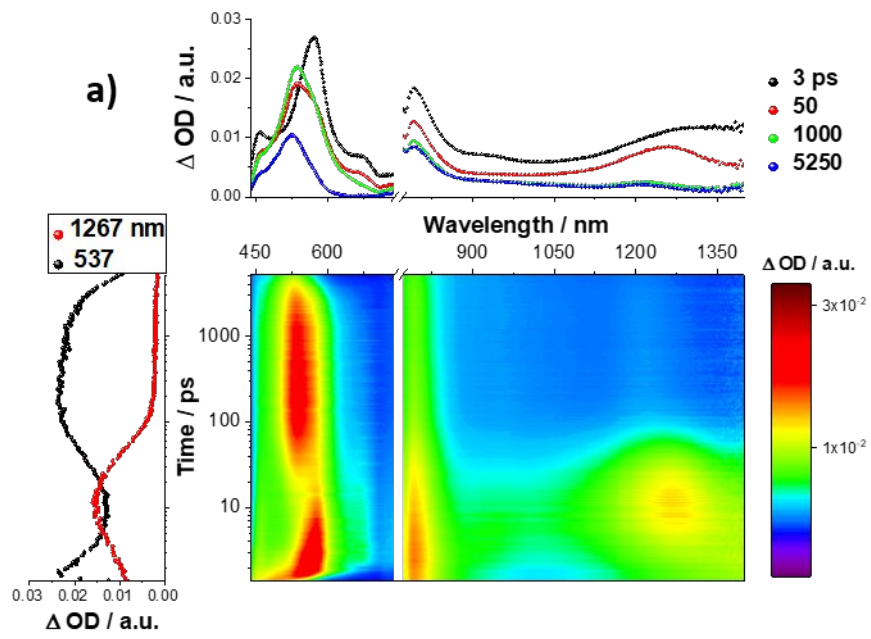 a)
Δ OD / a.u.
0.03
0.02
0.01
0.00
3 ps
50
1000
5250
Wavelength / nm
450 600 900 1050 1200 1350
1267 nm
537
Time / ps
1000
100
10
0.03 0.02 0.01 0.00
Δ OD / a.u.
Δ OD / a.u.
3x10⁻²
1x10⁻²